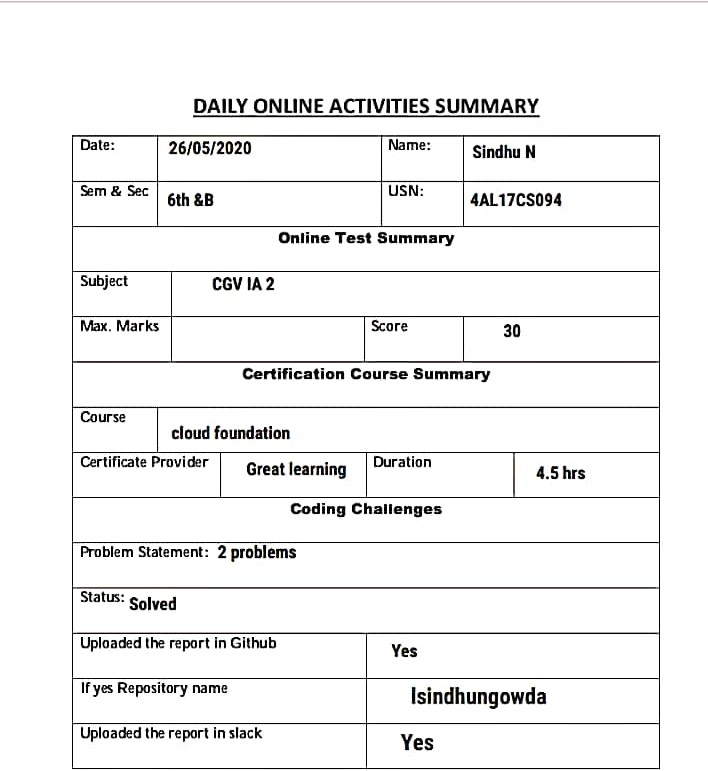 DAILY ONLINE ACTIVITIES SUMMARY
Date: 26/05/2020 Name: Sindhu N
Sem & Sec 6th &B USN: 4AL17CS094
Online Test Summary
Subject CGV IA 2
Max. Marks Score 30
Certification Course Summary
Course cloud foundation
Certificate Provider Great learning Duration 4.5 hrs
Coding Challenges
Problem Statement: 2 problems
Status: Solved
Uploaded the report in Github Yes
If yes Repository name Isindhungowda
Uploaded the report in slack Yes